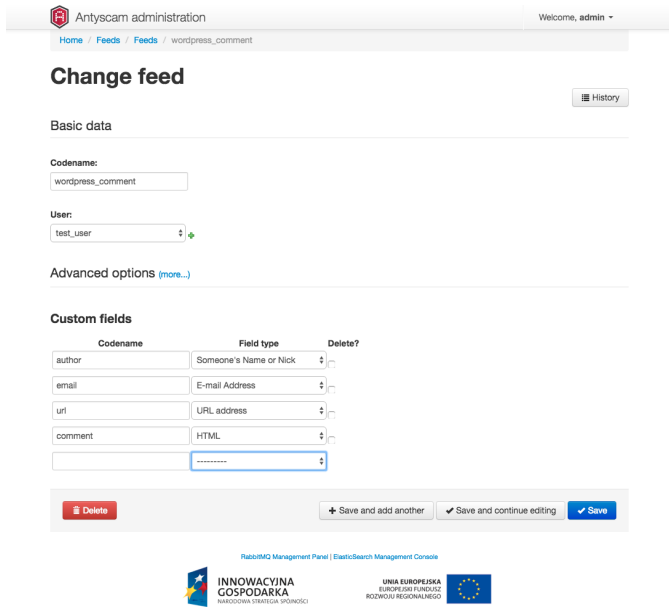 Antyscam administration
Welcome, admin
Home / Feeds / Feeds / wordpress_comment
Change feed
History
Basic data
Codename:
wordpress_comment
User:
test_user
Advanced options (more...)
Custom fields
Codename Field type Delete?
author Someone's Name or Nick
email E-mail Address
url URL address
comment HTML
---------
Delete
Save and add another
Save and continue editing
Save
RabbitMQ Management Panel | ElasticSearch Management Console
INNOWACYJNA
GOSPODARKA
NARODOWA STRATEGIA SPÓJNOŚCI
UNIA EUROPEJSKA
EUROPEJSKI FUNDUSZ
ROZWOJU REGIONALNEGO